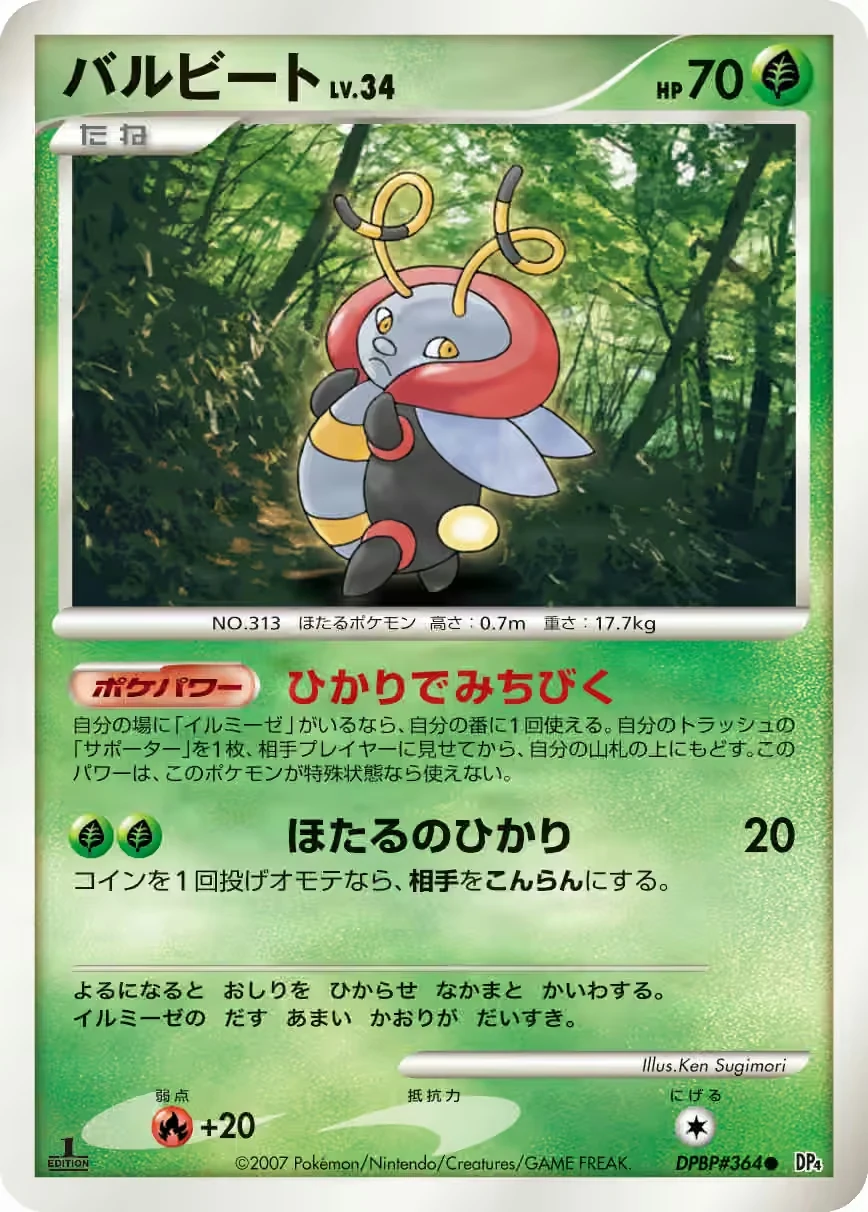 バルビート LV.34 HP 70
たね
NO.313 ほたるポケモン 高さ:0.7m 重さ:17.7kg
ポケパワー ひかりでみちびく
自分の場に「イルミーゼ」がいるなら、自分の番に1回使える。自分のトラッシュの
「サポーター」を1枚、相手プレイヤーに見せてから、自分の山札の上にもどす。この
パワーは、このポケモンが特殊状態なら使えない。
ほたるのひかり 20
コインを1回投げオモテなら、相手をこんらんにする。
よるになると おしりを ひからせ なかまと かいわする。
イルミーゼの だす あまい かおりが だいすき。
Illus.Ken Sugimori
弱点 抵抗力 にげる
+20
1 EDITION ©2007 Pokémon/Nintendo/Creatures/GAME FREAK. DPBP#364● DP4